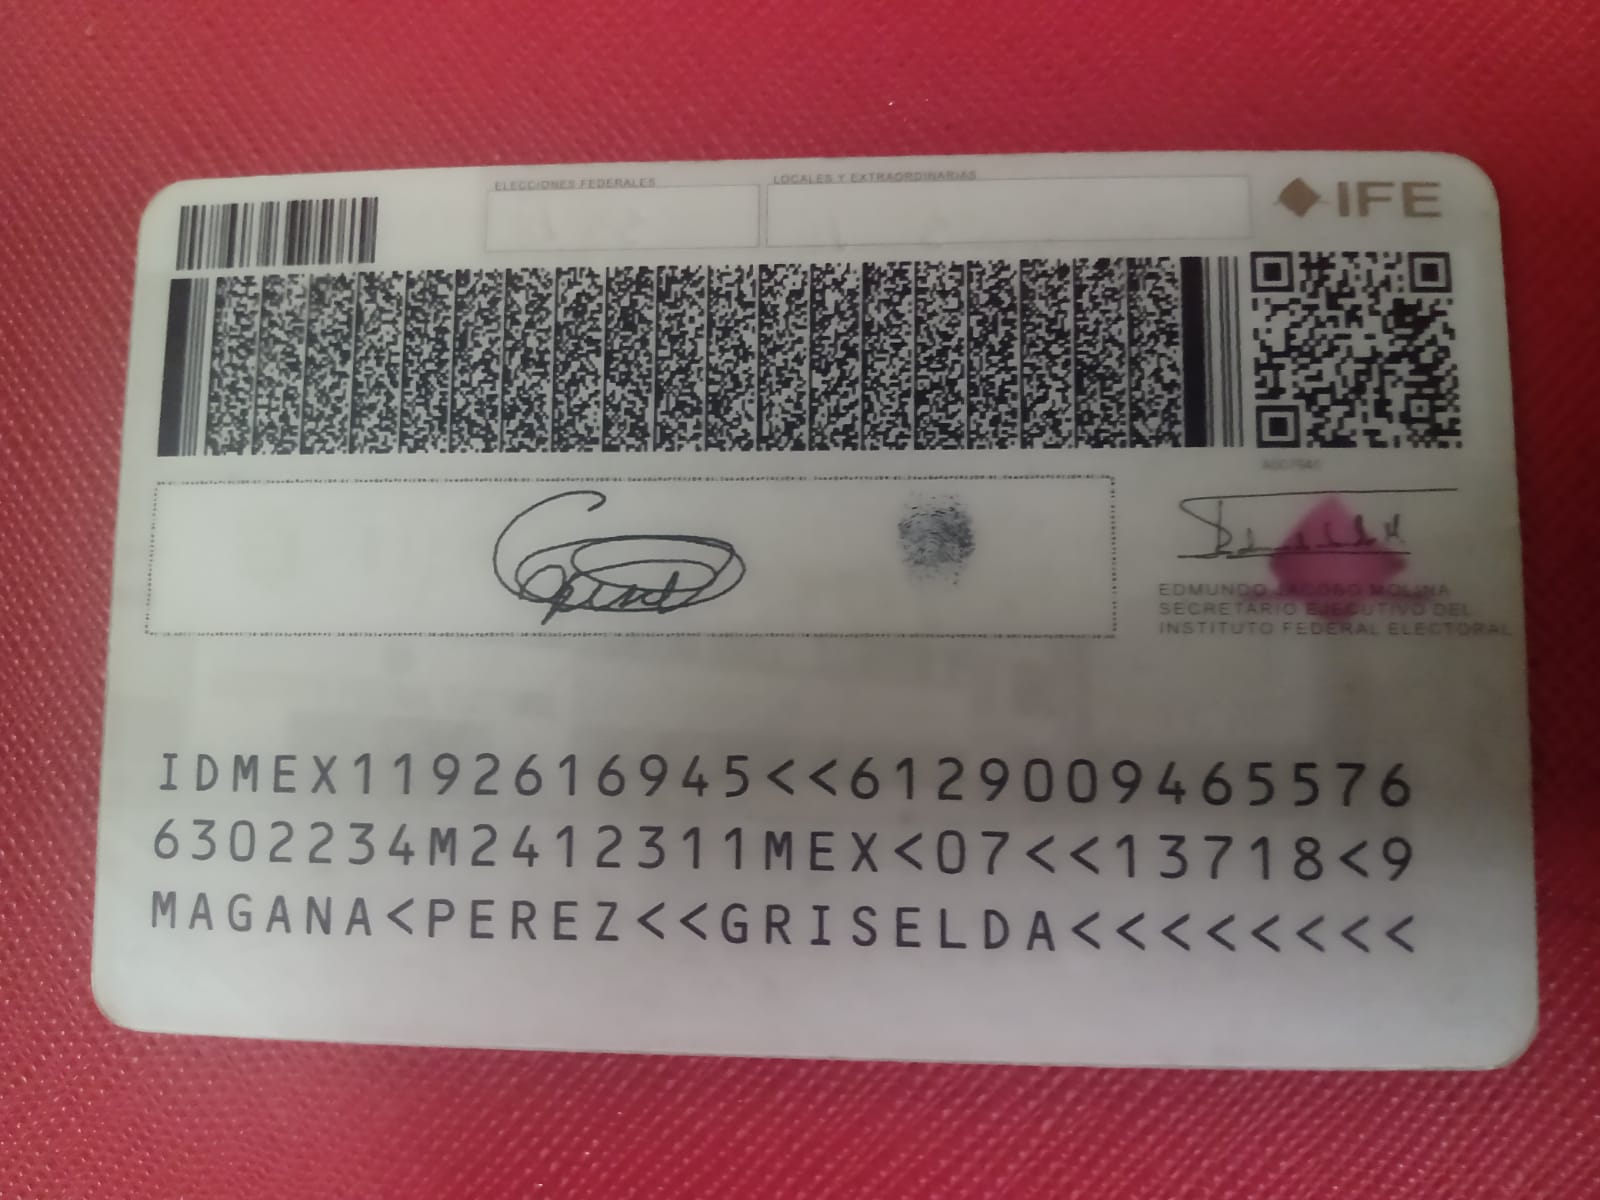 ELECCIONES FEDERALES
LOCALES Y EXTRAORDINARIAS
IFE
EDMUNDO JACOBO MOLINA
SECRETARIO EJECUTIVO DEL
INSTITUTO FEDERAL ELECTORAL
IDMEX1192616945<<6129009465576
6302234M2412311MEX<07<<13718<9
MAGANA<PEREZ<<GRISELDA<<<<<<<<